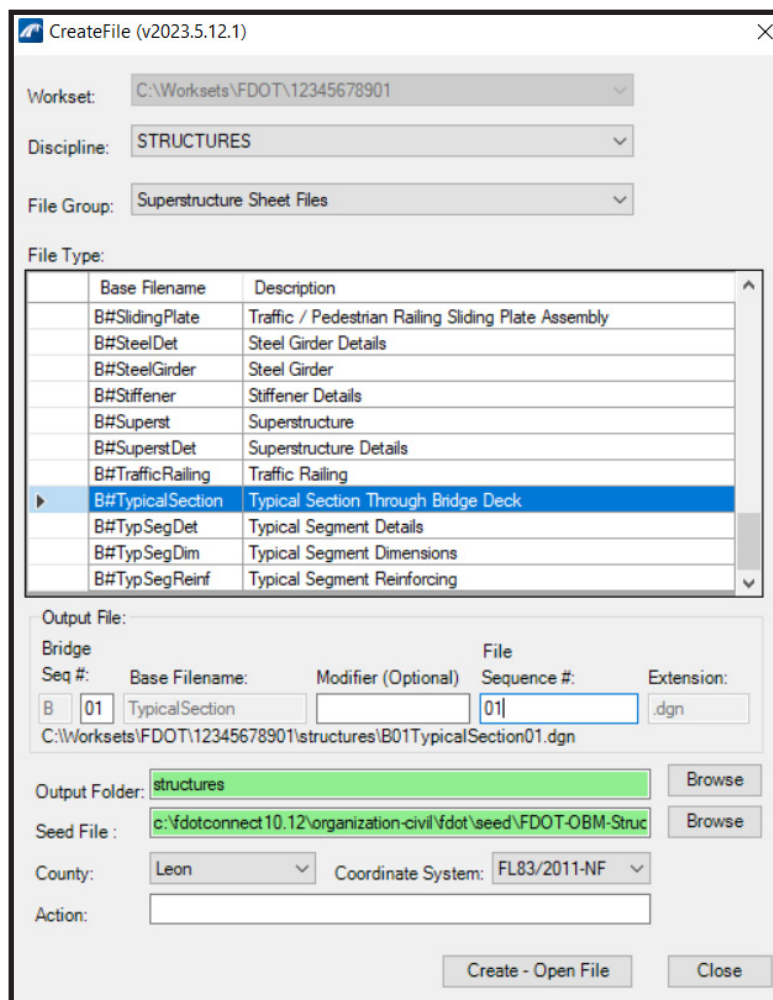 CreateFile (v2023.5.12.1)
Workset: C:\Worksets\FDOT\12345678901
Discipline: STRUCTURES
File Group: Superstructure Sheet Files
File Type:
Base Filename Description
B#SlidingPlate Traffic / Pedestrian Railing Sliding Plate Assembly
B#SteelDet Steel Girder Details
B#SteelGirder Steel Girder
B#Stiffener Stiffener Details
B#Superst Superstructure
B#SuperstDet Superstructure Details
B#TrafficRailing Traffic Railing
B#TypicalSection Typical Section Through Bridge Deck
B#TypSegDet Typical Segment Details
B#TypSegDim Typical Segment Dimensions
B#TypSegReinf Typical Segment Reinforcing
Output File:
Bridge File
Seq #: Base Filename: Modifier (Optional) Sequence #: Extension:
B 01 TypicalSection 01 .dgn
C:\Worksets\FDOT\12345678901\structures\B01TypicalSection01.dgn
Output Folder: structures Browse
Seed File : c:\fdotconnect10.12\organization-civil\fdot\seed\FDOT-OBM-Struc Browse
County: Leon Coordinate System: FL83/2011-NF
Action:
Create - Open File Close